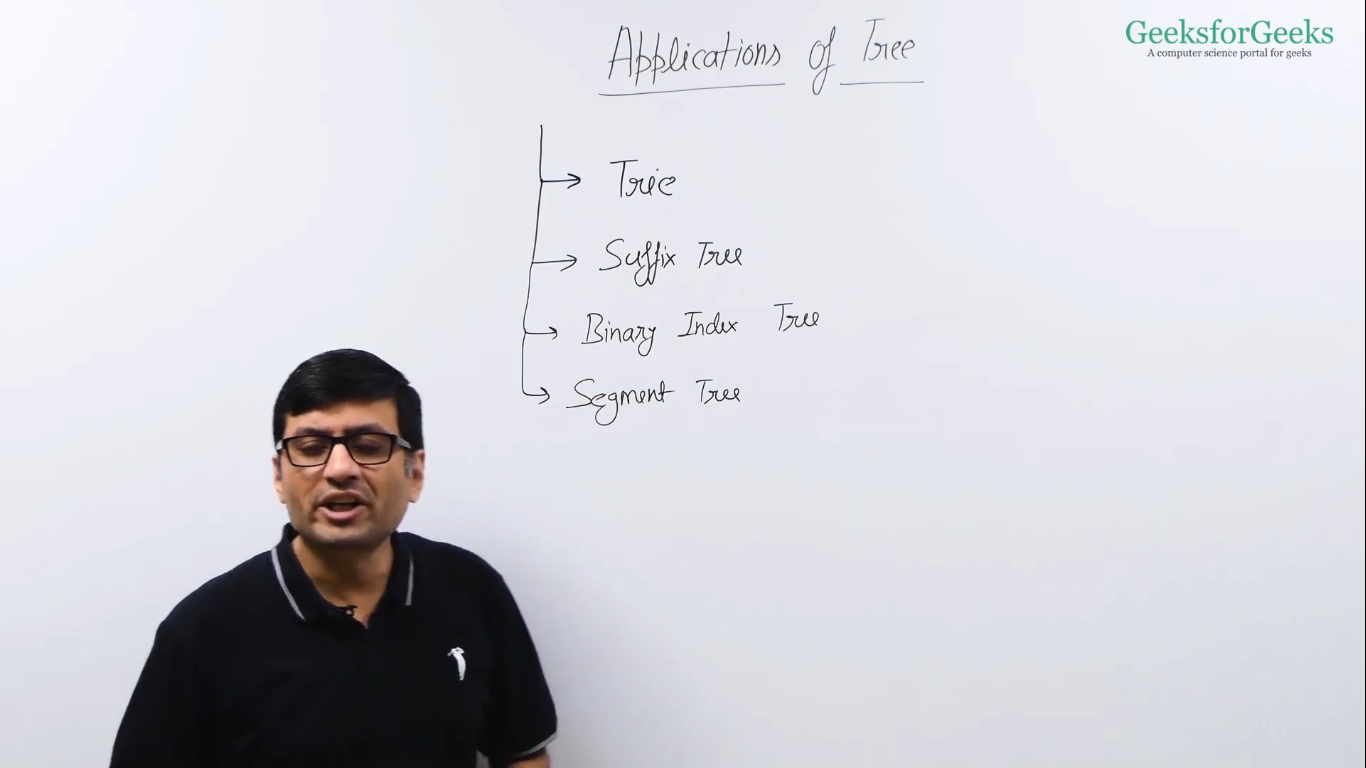 GeeksforGeeks
A computer science portal for geeks
Applications of Tree
Trie
Suffix Tree
Binary Index Tree
Segment Tree